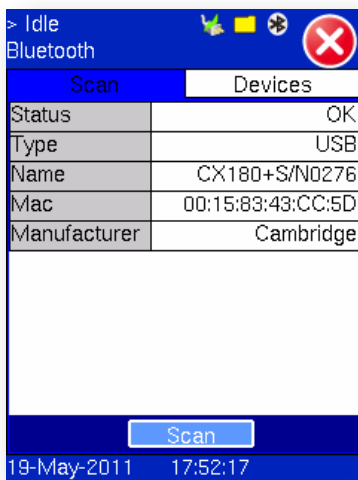 > Idle
Bluetooth
Scan Devices
Status OK
Type USB
Name CX180+S/N0276
Mac 00:15:83:43:CC:5D
Manufacturer Cambridge
Scan
19-May-2011 17:52:17